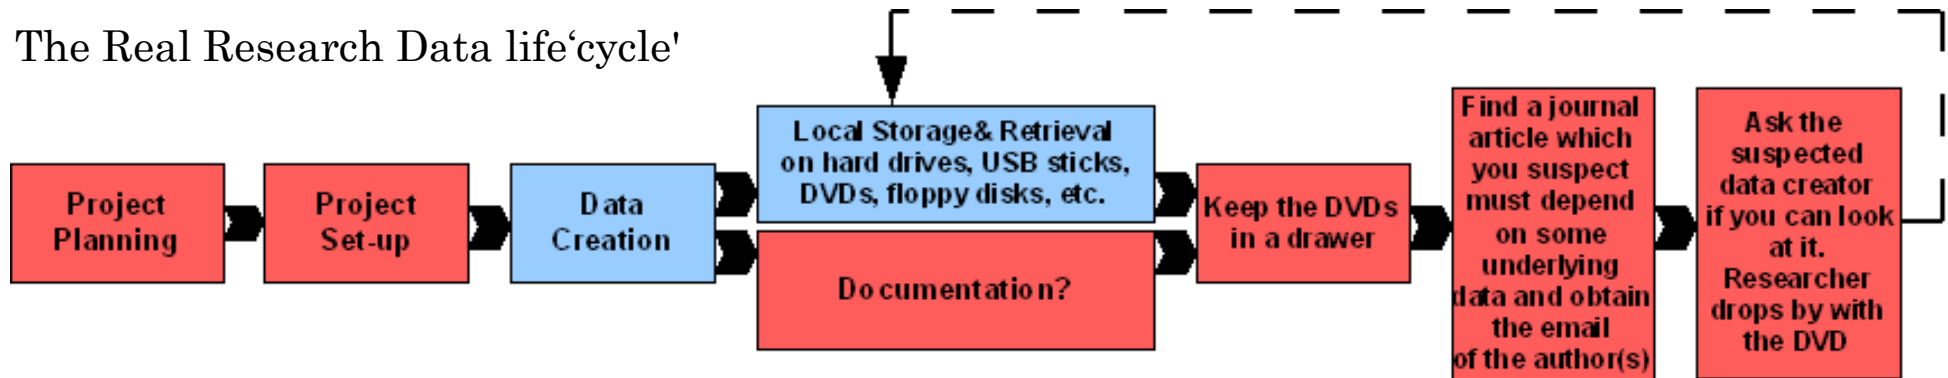 The Real Research Data life‘cycle'
Project
Planning
Project
Set-up
Data
Creation
Local Storage& Retrieval
on hard drives, USB sticks,
DVDs, floppy disks, etc.
Documentation?
Keep the DVDs
in a drawer
Find a journal
article which
you suspect
must depend
on some
underlying
data and obtain
the email
of the author(s)
Ask the
suspected
data creator
if you can look
at it.
Researcher
drops by with
the DVD